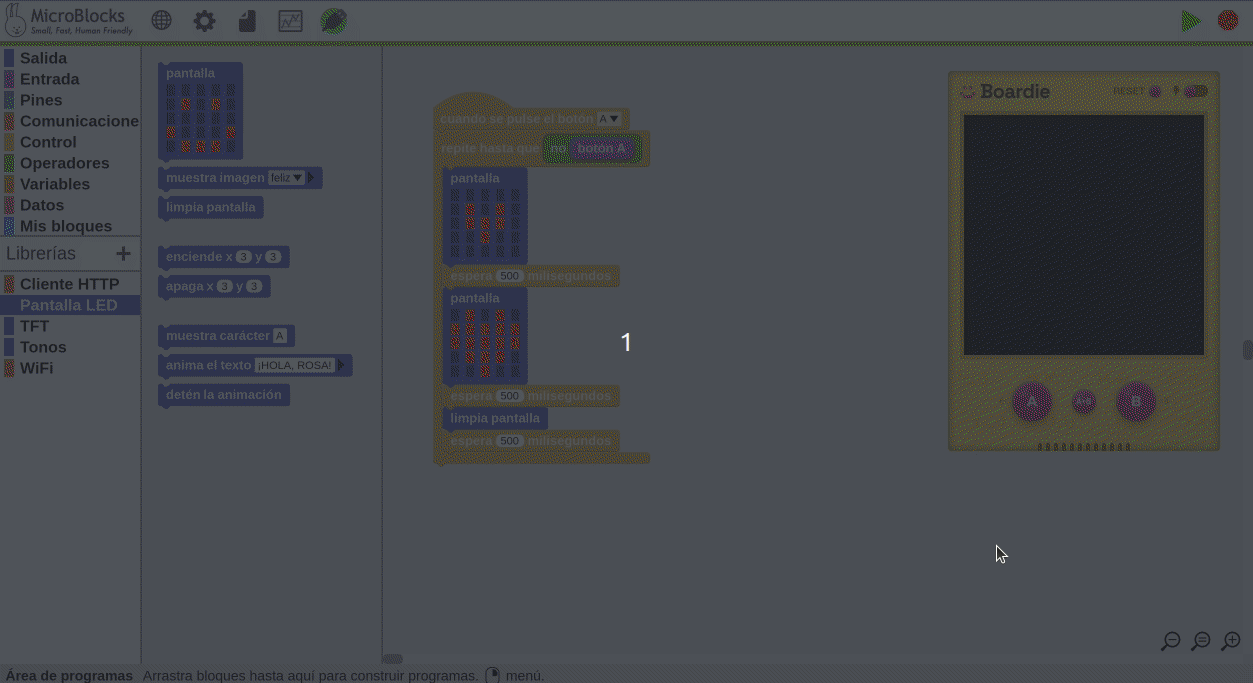 MicroBlocks
Small, Fast, Human Friendly
Salida
Entrada
Pines
Comunicacione
Control
Operadores
Variables
Datos
Mis bloques
Librerías +
Cliente HTTP
Pantalla LED
TFT
Tonos
WiFi
pantalla
muestra imagen feliz
limpia pantalla
enciende x 3 y 3
apaga x 3 y 3
muestra carácter A
anima el texto ¡HOLA, ROSA!
detén la animación
cuando se pulse el botón A
repite hasta que no botón A
pantalla
espera 500 milisegundos
pantalla
espera 500 milisegundos
limpia pantalla
espera 500 milisegundos
1
Boardie RESET
A A+B B
Área de programas Arrastra bloques hasta aquí para construir programas. menú.